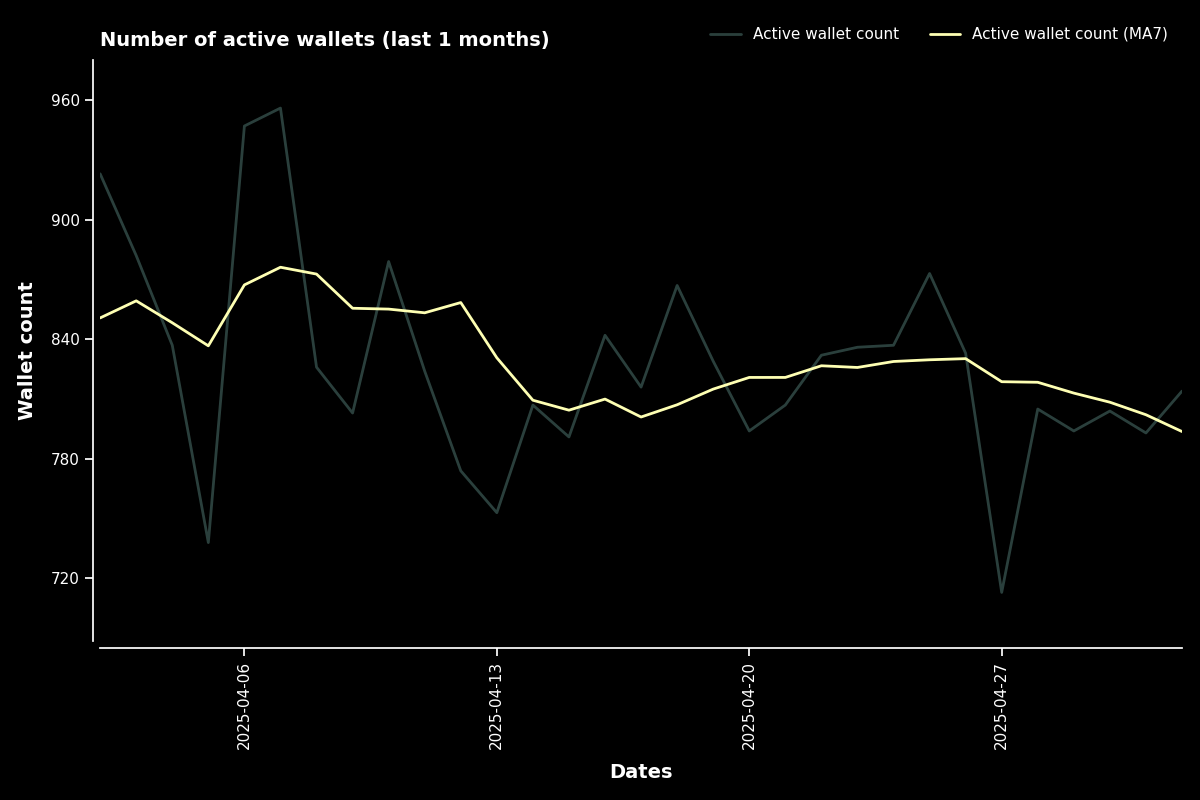 Number of active wallets (last 1 months)
Active wallet count
Active wallet count (MA7)
Wallet count
960
900
840
780
720
2025-04-06
2025-04-13
2025-04-20
2025-04-27
Dates